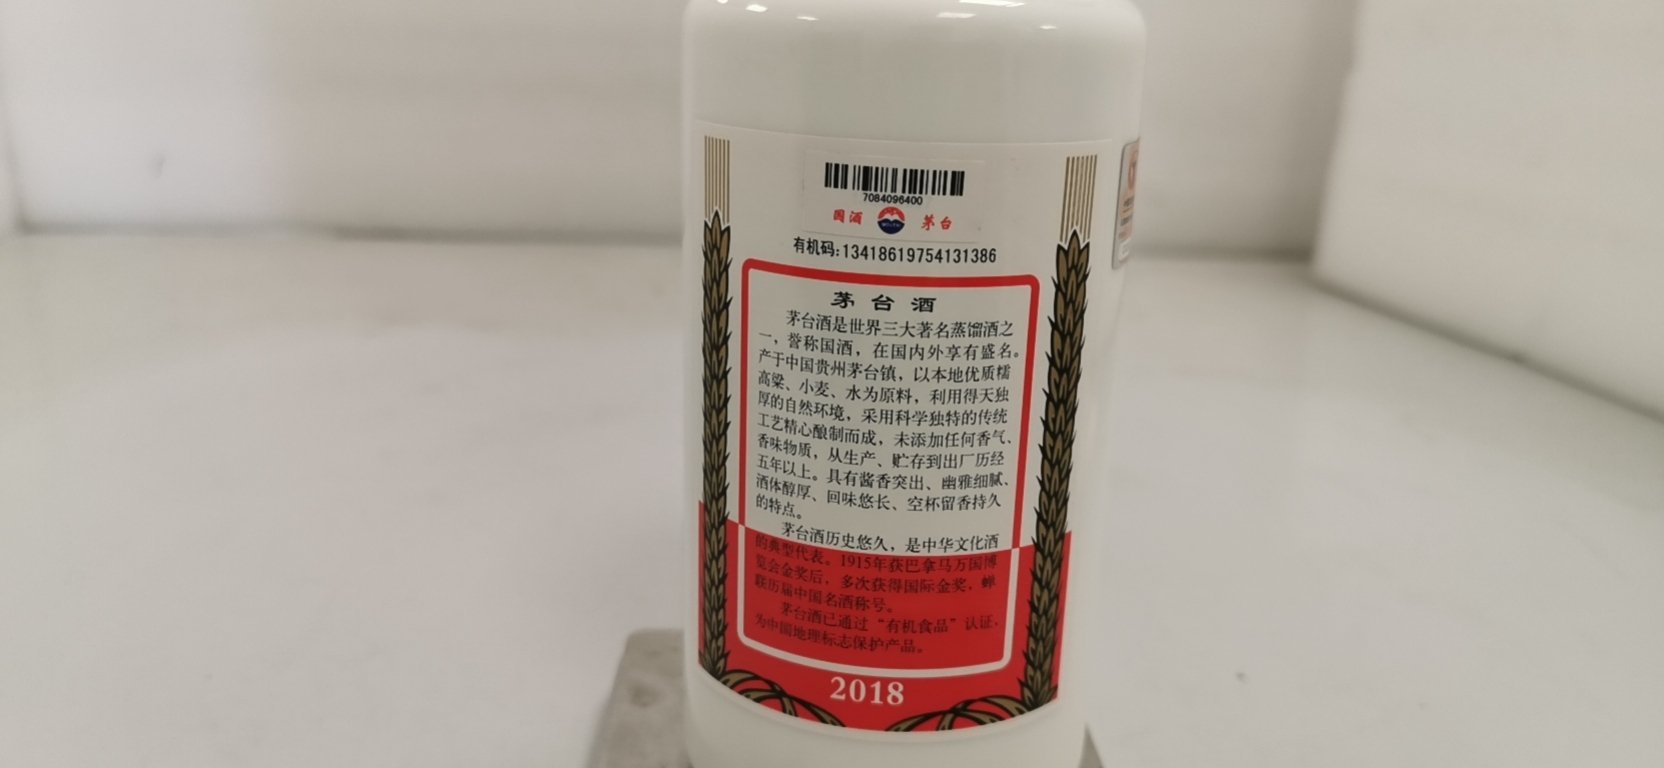 7084096400
国酒 茅台
有机码:13418619754131386
茅台酒
茅台酒是世界三大著名蒸馏酒之
一，誉称国酒，在国内外享有盛名。
产于中国贵州茅台镇，以本地优质糯
高粱、小麦、水为原料，利用得天独
厚的自然环境，采用科学独特的传统
工艺精心酿制而成，未添加任何香气、
香味物质，从生产、贮存到出厂历经
五年以上。具有酱香突出、幽雅细腻、
酒体醇厚、回味悠长、空杯留香持久
的特点。
茅台酒历史悠久，是中华文化酒
的典型代表。1915年获巴拿马万国博
览会金奖后，多次获得国际金奖，蝉
联历届中国名酒称号。
茅台酒已通过“有机食品”认证，
为中国地理标志保护产品。
2018